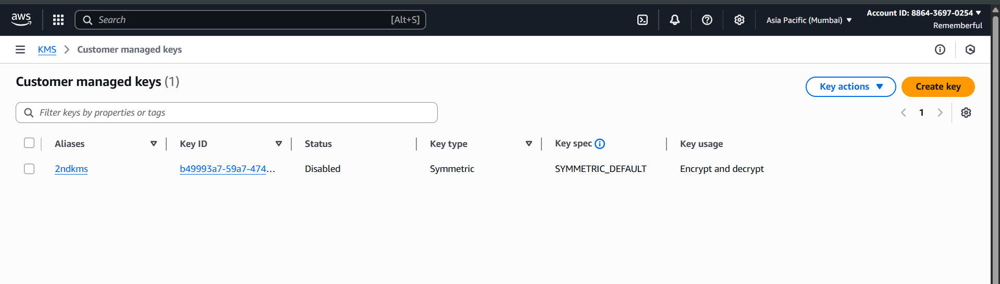 aws
Search [Alt+S]
Asia Pacific (Mumbai)
Account ID: 8864-3697-0254
Rememberful
KMS Customer managed keys
Customer managed keys (1)
Key actions
Create key
Filter keys by properties or tags
1
Aliases Key ID Status Key type Key spec Key usage
2ndkms b49993a7-59a7-474... Disabled Symmetric SYMMETRIC_DEFAULT Encrypt and decrypt